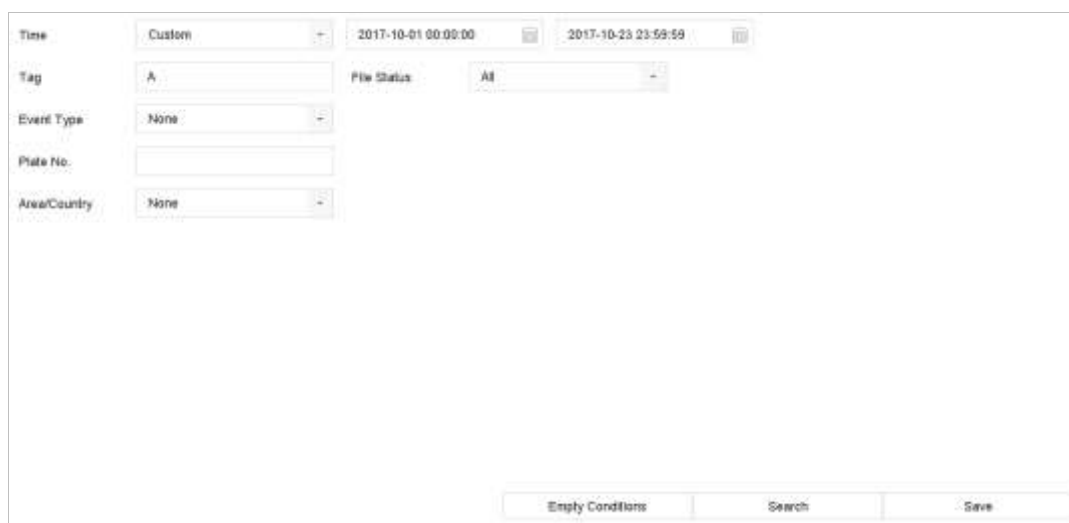 Time Custom 2017-10-01 00:00:00 2017-10-23 23:59:59
Tag A File Status All
Event Type None
Plate No.
Area/Country None
Empty Conditions Search Save